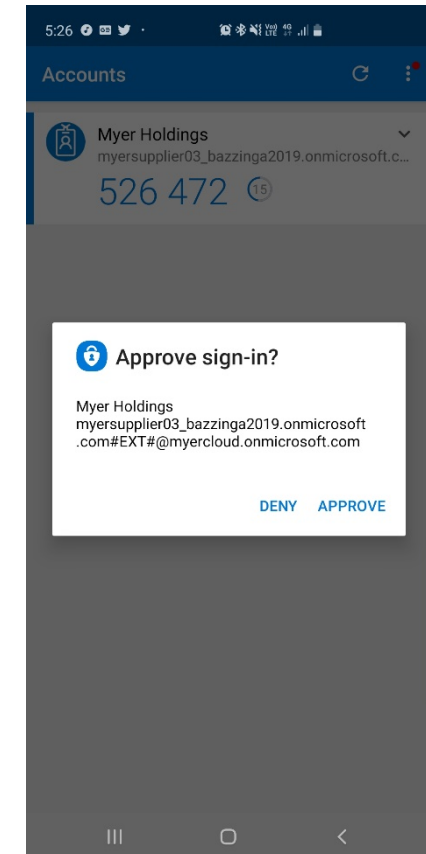 5:26
Accounts
Myer Holdings
myersupplier03_bazzinga2019.onmicrosoft.c...
526 472 15
Approve sign-in?
Myer Holdings
myersupplier03_bazzinga2019.onmicrosoft
.com#EXT#@myercloud.onmicrosoft.com
DENY APPROVE